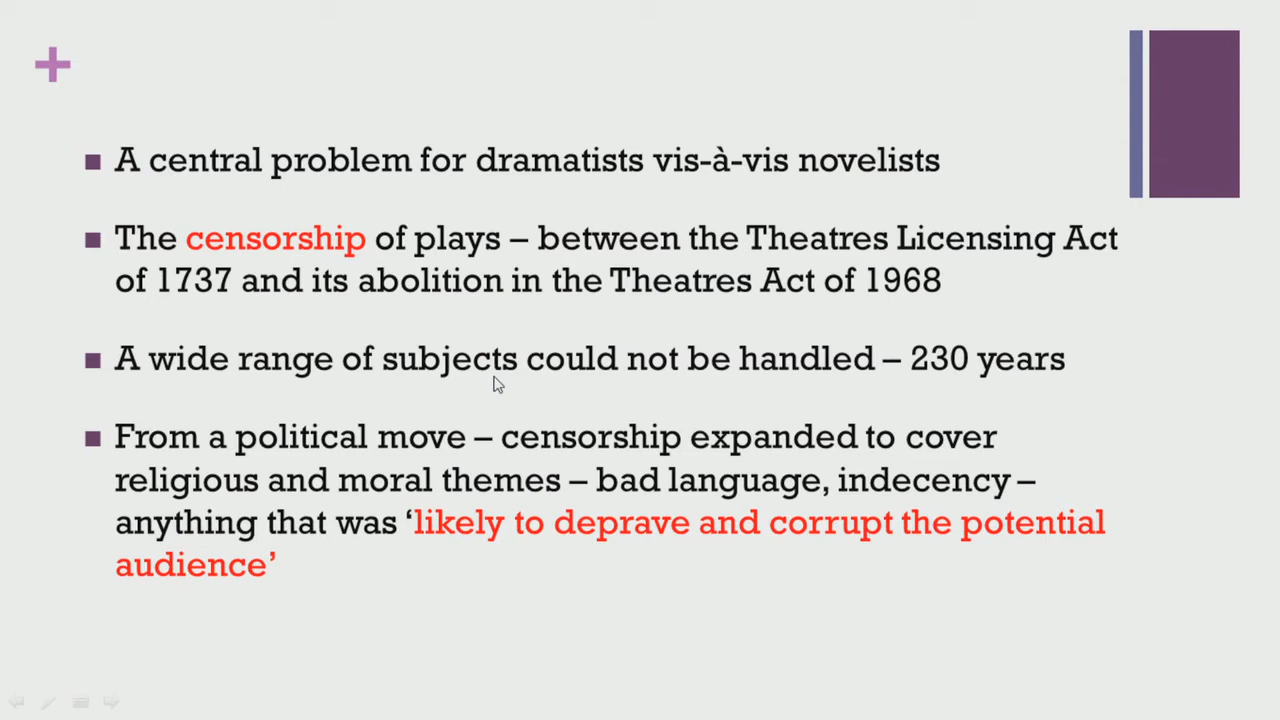 A central problem for dramatists vis-à-vis novelists
The censorship of plays – between the Theatres Licensing Act
of 1737 and its abolition in the Theatres Act of 1968
A wide range of subjects could not be handled – 230 years
From a political move – censorship expanded to cover
religious and moral themes – bad language, indecency –
anything that was ‘likely to deprave and corrupt the potential
audience’